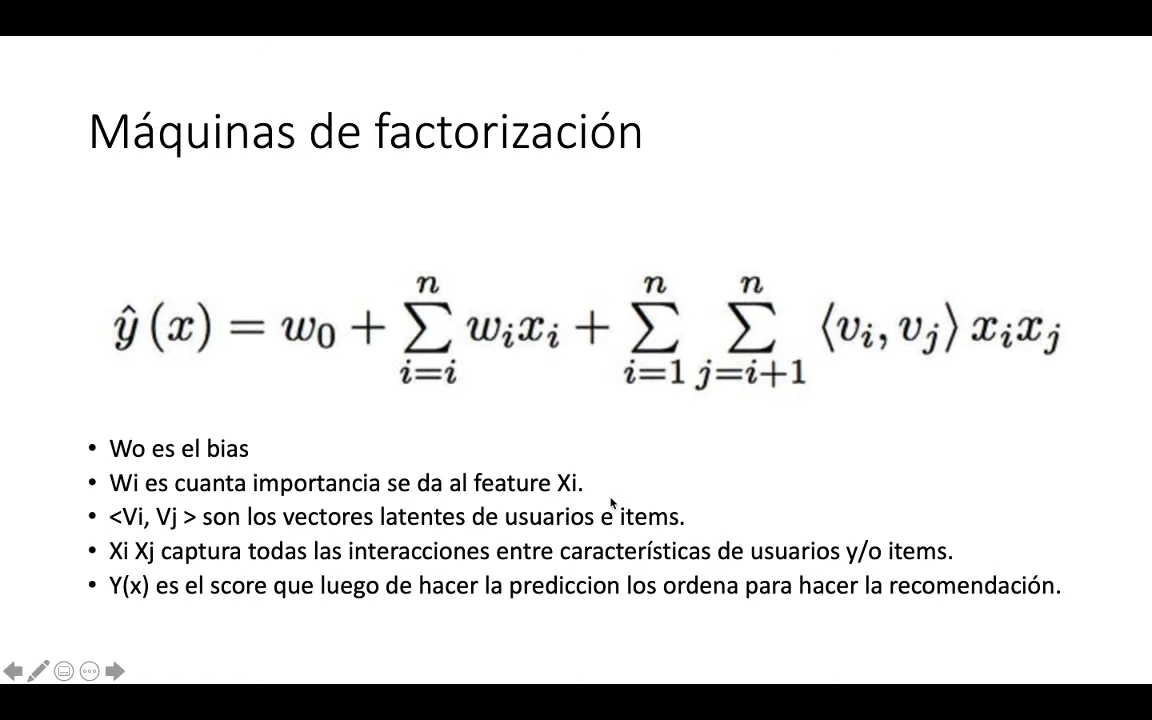 Máquinas de factorización
ŷ (x) = w₀ + ∑ⁿᵢ₌ᵢ wᵢxᵢ + ∑ⁿᵢ₌₁ ∑ⁿⱼ₌ᵢ₊₁ ⟨vᵢ, vⱼ⟩ xᵢxⱼ
• Wo es el bias
• Wi es cuanta importancia se da al feature Xi.
• <Vi, Vj > son los vectores latentes de usuarios e items.
• Xi Xj captura todas las interacciones entre características de usuarios y/o items.
• Y(x) es el score que luego de hacer la prediccion los ordena para hacer la recomendación.